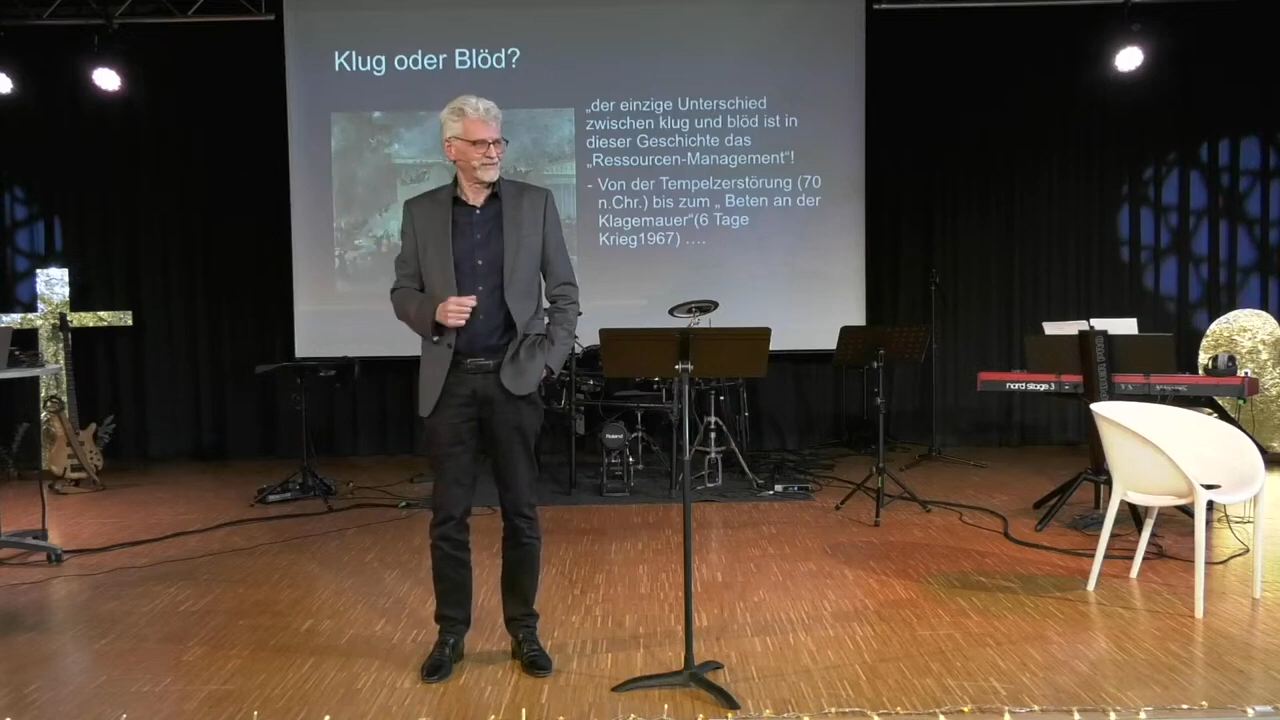 Klug oder Blöd?
„der einzige Unterschied
zwischen klug und blöd ist in
dieser Geschichte das
„Ressourcen-Management“!
- Von der Tempelzerstörung (70
n.Chr.) bis zum „ Beten an der
Klagemauer“(6 Tage
Krieg1967) ....
Roland
nord stage 3